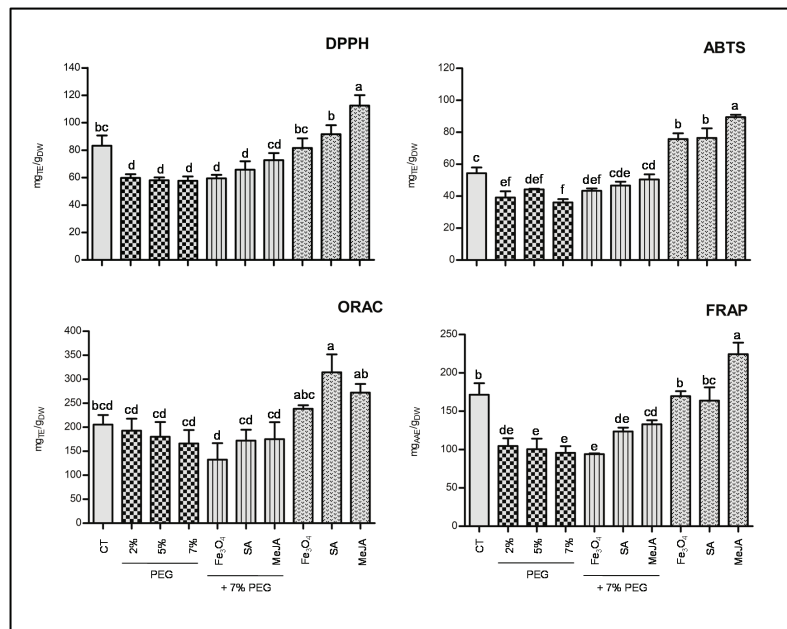 DPPH
140
120
100
80
60
40
20
0
mgTE/gDW
bc d d d d d cd bc b a
ABTS
120
100
80
60
40
20
0
mgTE/gDW
c ef def f def cde cd b b a
ORAC
400
350
300
250
200
150
100
50
0
mgTE/gDW
bcd cd cd cd d cd cd abc a ab
CT 2% 5% 7% Fe3O4 SA MeJA Fe3O4 SA MeJA
PEG
+ 7% PEG
FRAP
250
200
150
100
50
0
mgAAE/gDW
b de e e e de cd b bc a
CT 2% 5% 7% Fe3O4 SA MeJA Fe3O4 SA MeJA
PEG
+ 7% PEG